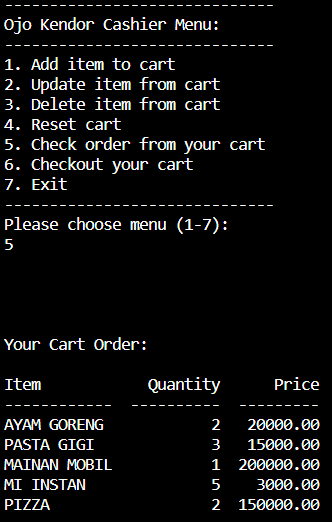 ------------------------------
Ojo Kendor Cashier Menu:
------------------------------
1. Add item to cart
2. Update item from cart
3. Delete item from cart
4. Reset cart
5. Check order from your cart
6. Checkout your cart
7. Exit
------------------------------
Please choose menu (1-7):
5
Your Cart Order:
Item            Quantity      Price
------------  ----------  ---------
AYAM GORENG            2   20000.00
PASTA GIGI             3   15000.00
MAINAN MOBIL           1  200000.00
MI INSTAN              5    3000.00
PIZZA                  2  150000.00